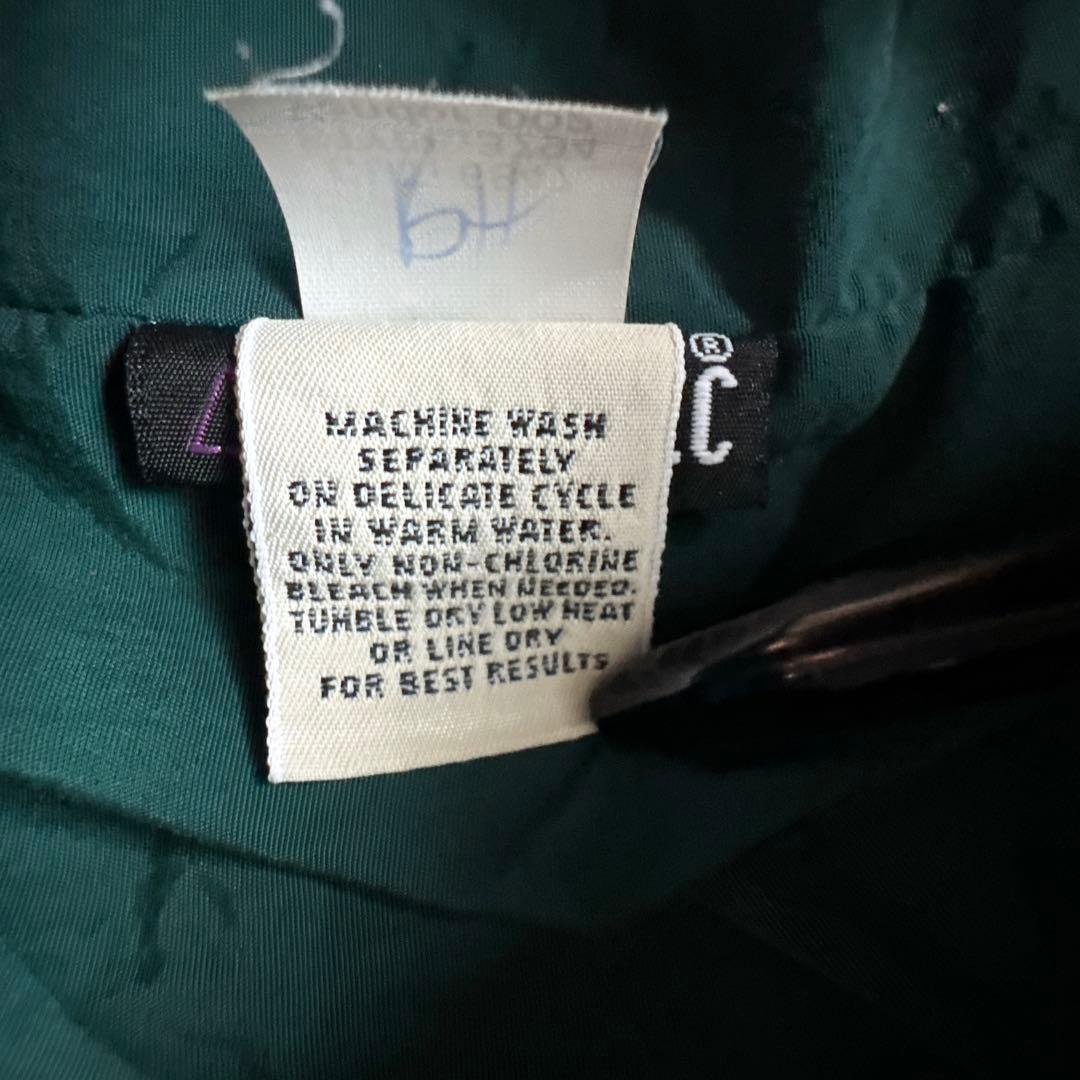 ®
C
MACHINE WASH
SEPARATELY
ON DELICATE CYCLE
IN WARM WATER.
ONLY NON-CHLORINE
BLEACH WHEN NEEDED.
TUMBLE DRY LOW HEAT
OR LINE DRY
FOR BEST RESULTS